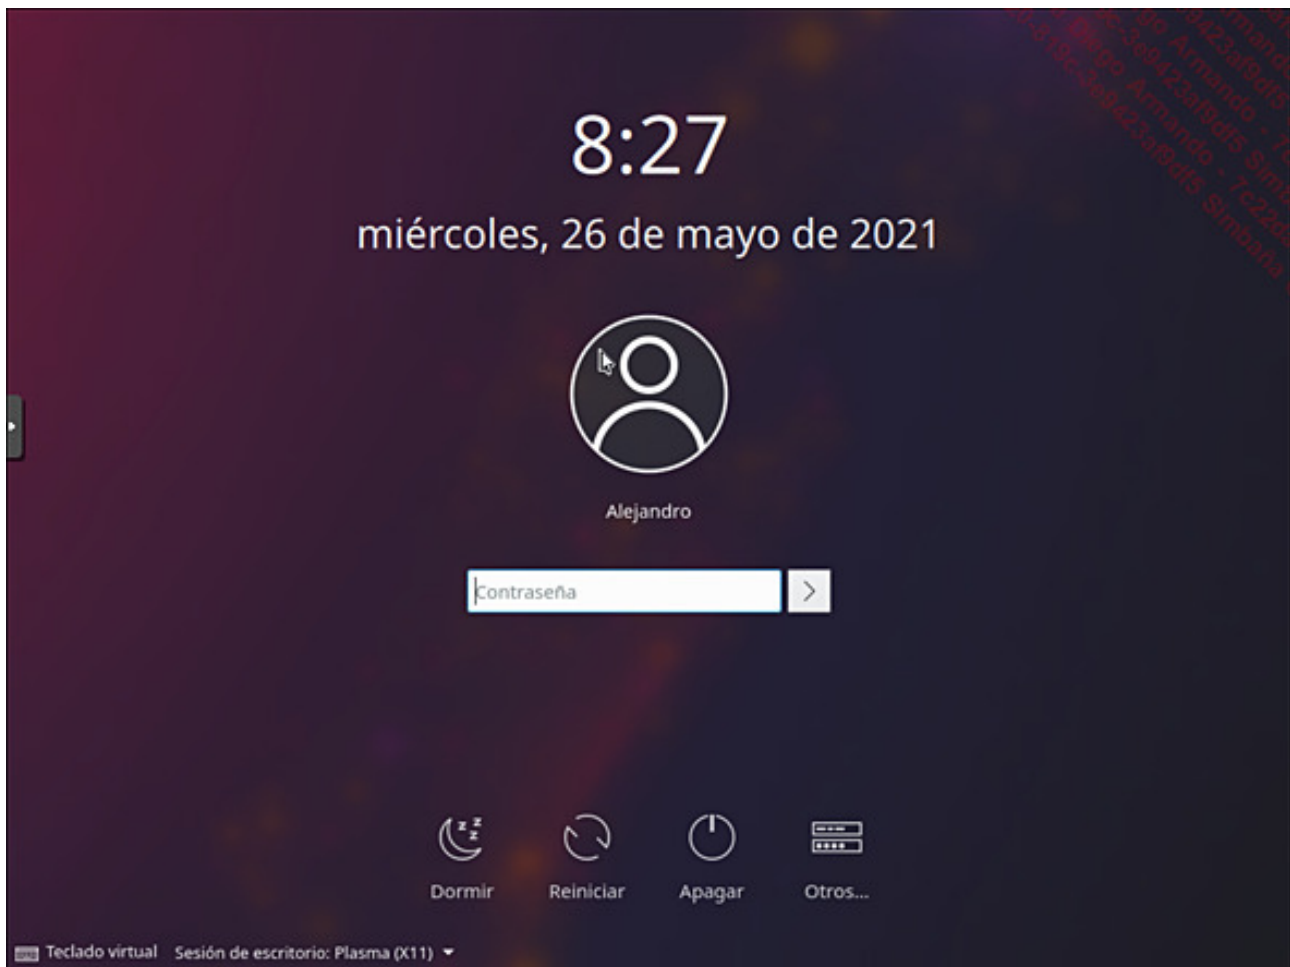 8:27
miércoles, 26 de mayo de 2021
Alejandro
Contraseña
Dormir
Reiniciar
Apagar
Otros...
Teclado virtual
Sesión de escritorio: Plasma (X11)